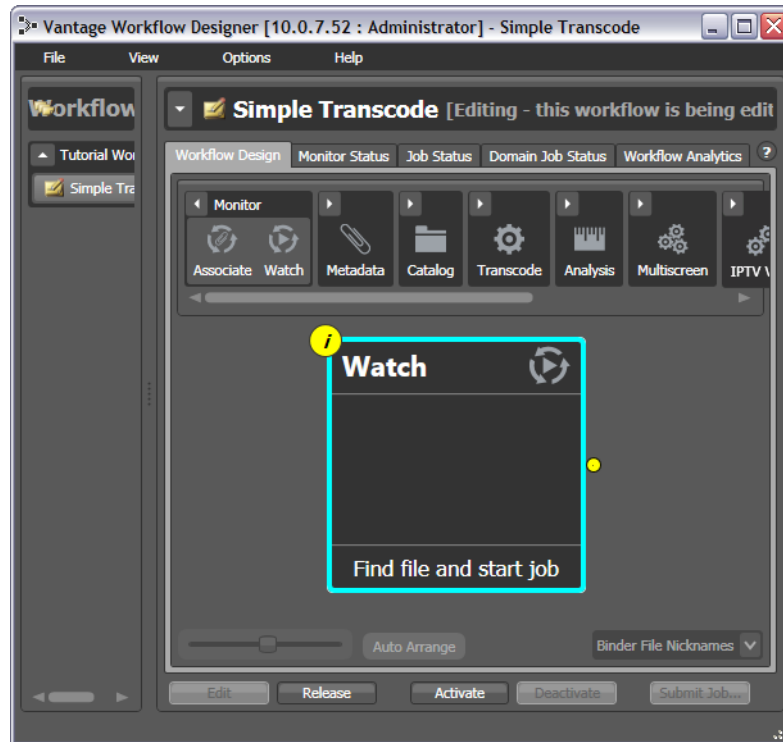 Vantage Workflow Designer [10.0.7.52 : Administrator] - Simple Transcode
File View Options Help
Workflow
Simple Transcode [Editing - this workflow is being edit
Tutorial Wor
Simple Tra
Workflow Design Monitor Status Job Status Domain Job Status Workflow Analytics ?
Monitor
Associate Watch Metadata Catalog Transcode Analysis Multiscreen IPTV V
i
Watch
Find file and start job
Auto Arrange Binder File Nicknames
Edit Release Activate Deactivate Submit Job...